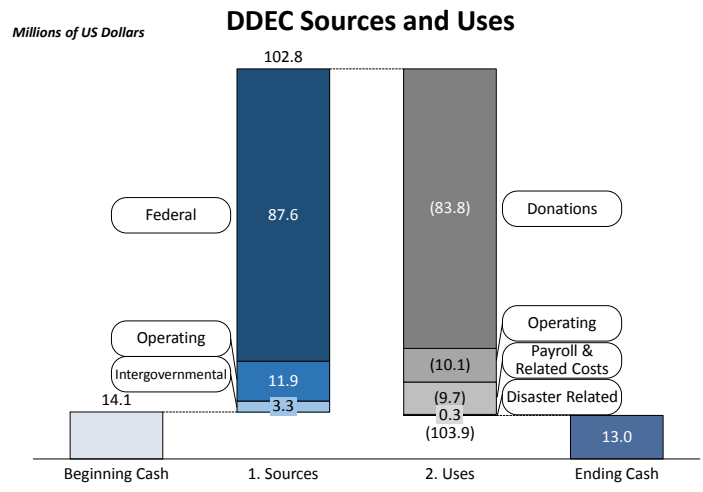 DDEC Sources and Uses
Millions of US Dollars
102.8
Federal
87.6
(83.8)
Donations
Operating
Operating
(10.1)
Payroll &
Related Costs
Intergovernmental
11.9
14.1
3.3
(9.7)
Disaster Related
0.3
(103.9)
13.0
Beginning Cash
1. Sources
2. Uses
Ending Cash